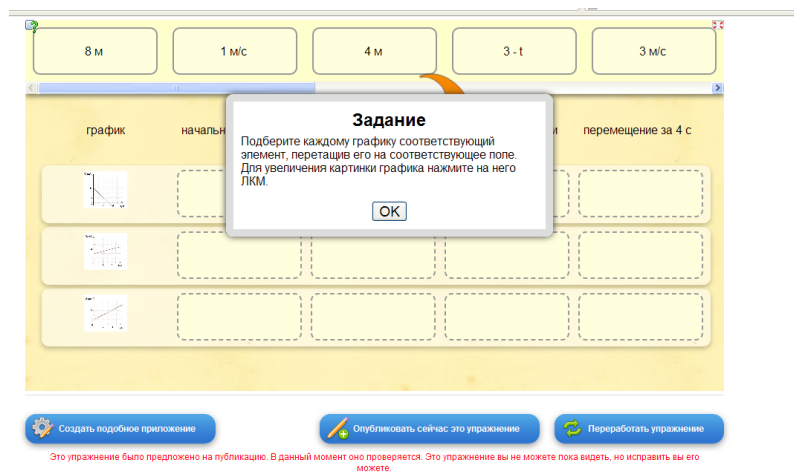 8 м
1 м/с
4 м
3 - t
3 м/с
график
начальн
и
перемещение за 4 с
Задание
Подберите каждому графику соответствующий
элемент, перетащив его на соответствующее попе.
Для увеличения картинки графика нажмите на него
ЛКМ.
OK
Создать подобное приложение
Опубликовать сейчас это упражнение
Переработать упражнение
Это упражнение было предложено на публикацию. В данный момент оно проверяется. Это упражнение вы не можете пока видеть, но исправить вы его
можете.